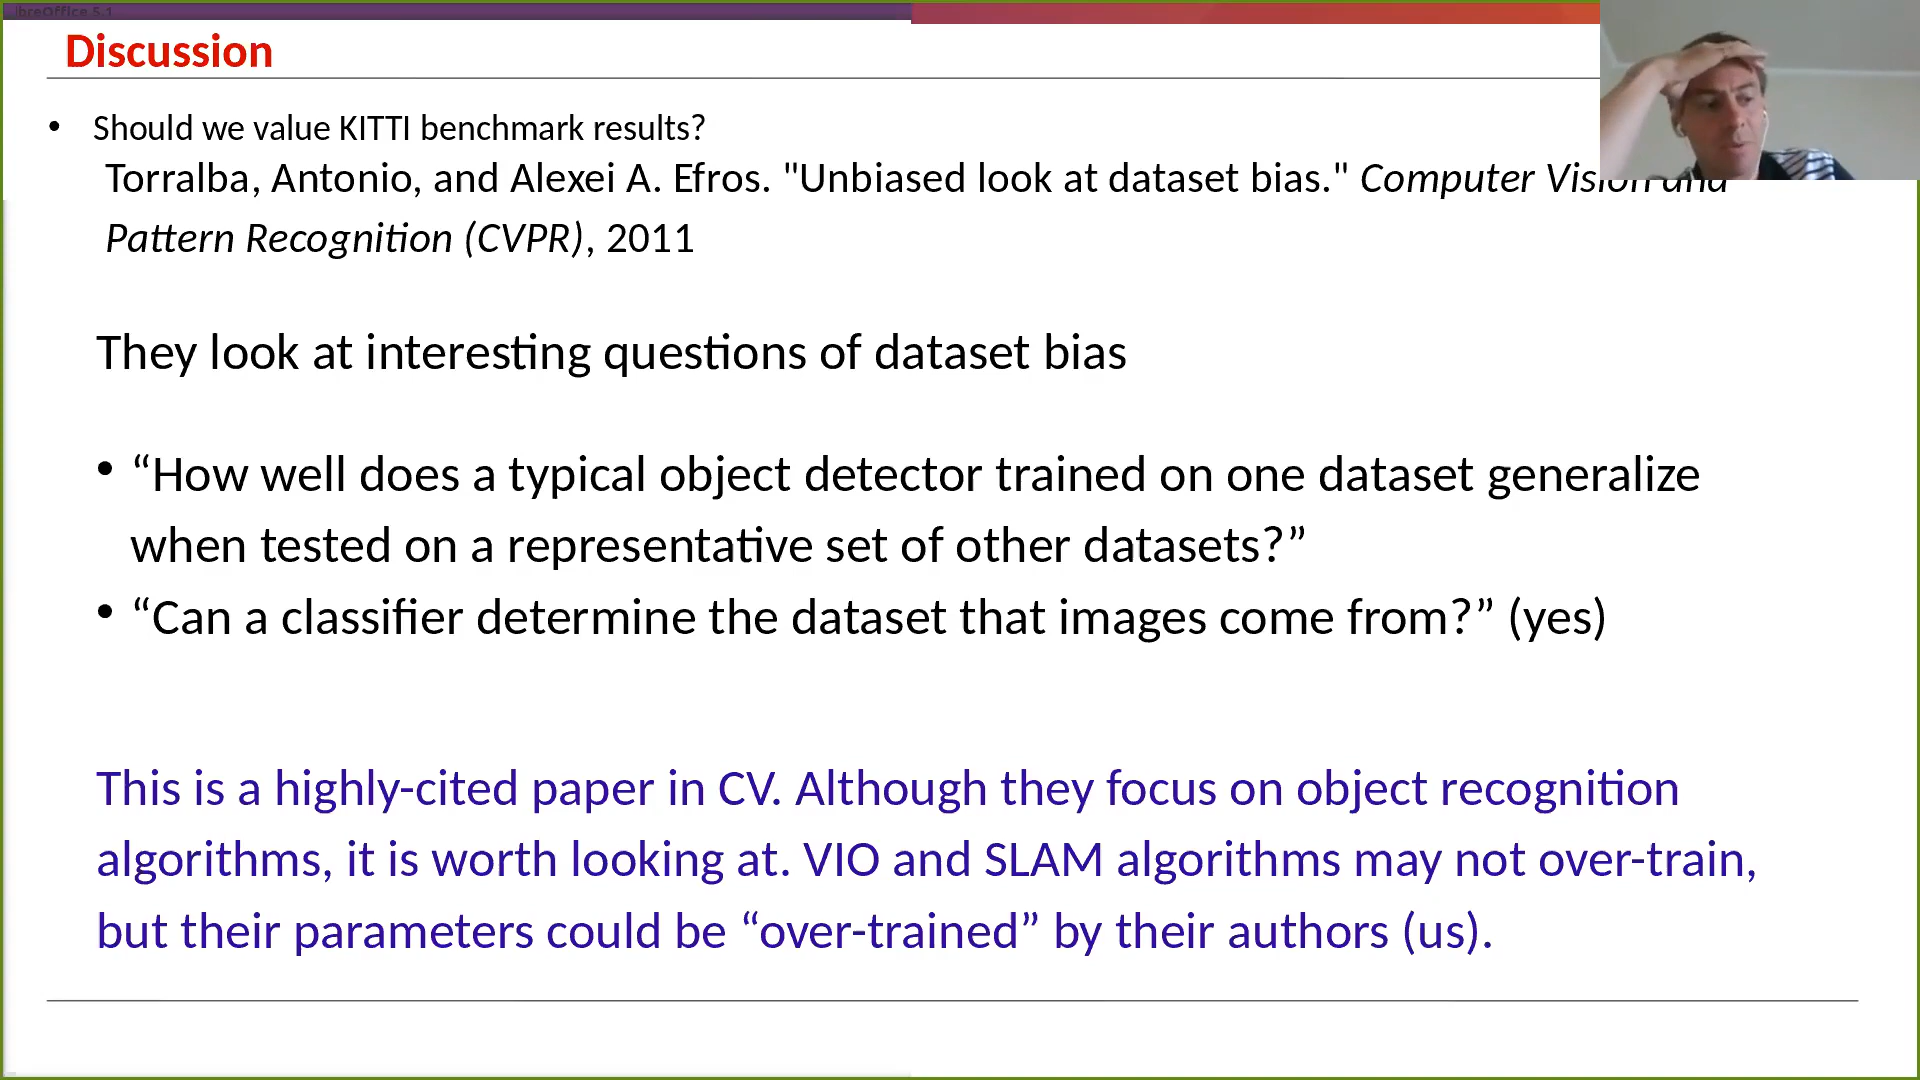 breOffice 5.1
Discussion
• Should we value KITTI benchmark results?
Torralba, Antonio, and Alexei A. Efros. "Unbiased look at dataset bias." Computer Vision and
Pattern Recognition (CVPR), 2011
They look at interesting questions of dataset bias
• “How well does a typical object detector trained on one dataset generalize
when tested on a representative set of other datasets?”
• “Can a classifier determine the dataset that images come from?” (yes)
This is a highly-cited paper in CV. Although they focus on object recognition
algorithms, it is worth looking at. VIO and SLAM algorithms may not over-train,
but their parameters could be “over-trained” by their authors (us).